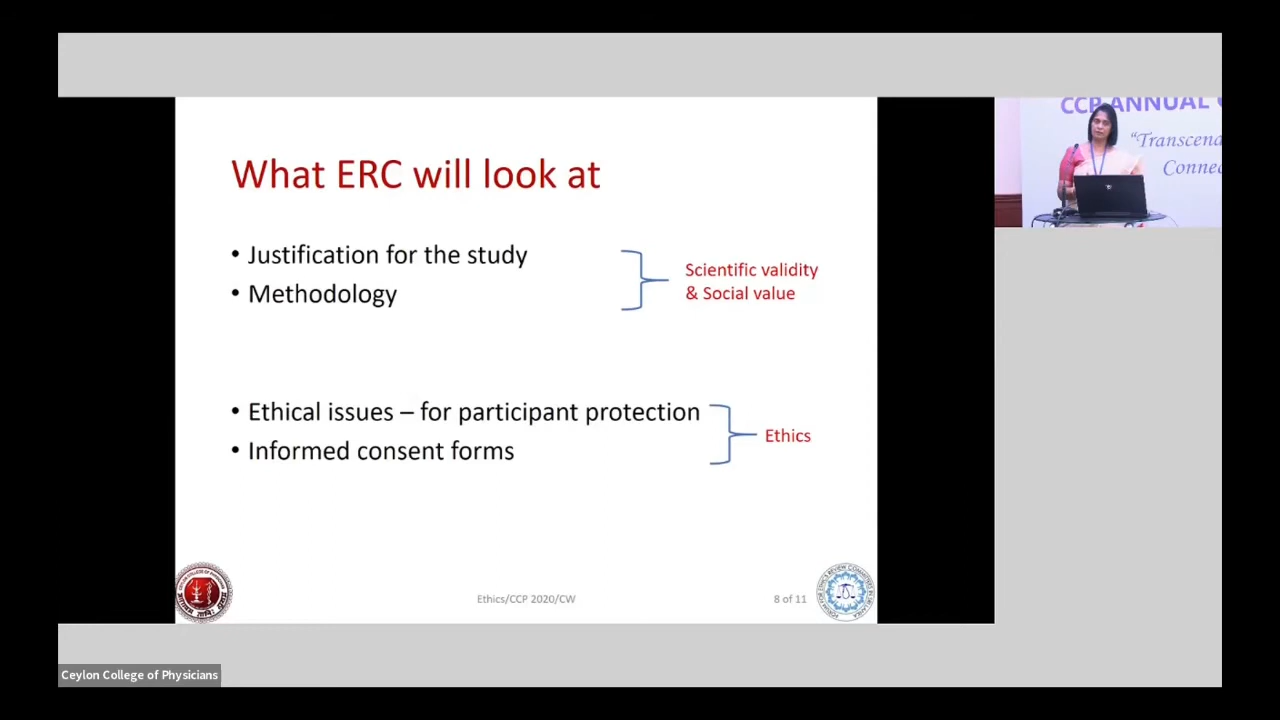 What ERC will look at
• Justification for the study
• Methodology
Scientific validity
& Social value
• Ethical issues – for participant protection
• Informed consent forms
Ethics
Ethics/CCP 2020/CW
8 of 11
CCP ANNUAL
"Transcend
Connec
Ceylon College of Physicians